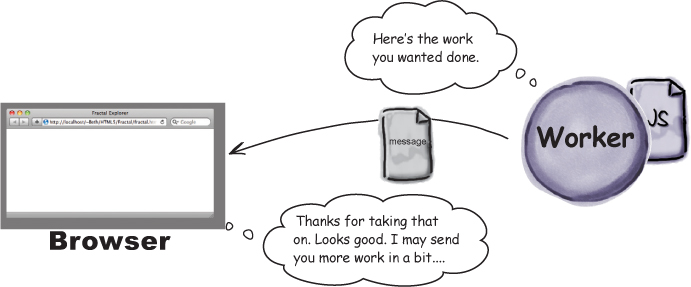 Here's the work
you wanted done.
JS
Worker
message
Fractal Explorer
Google
Browser
Thanks for taking that
on. Looks good. I may send
you more work in a bit....